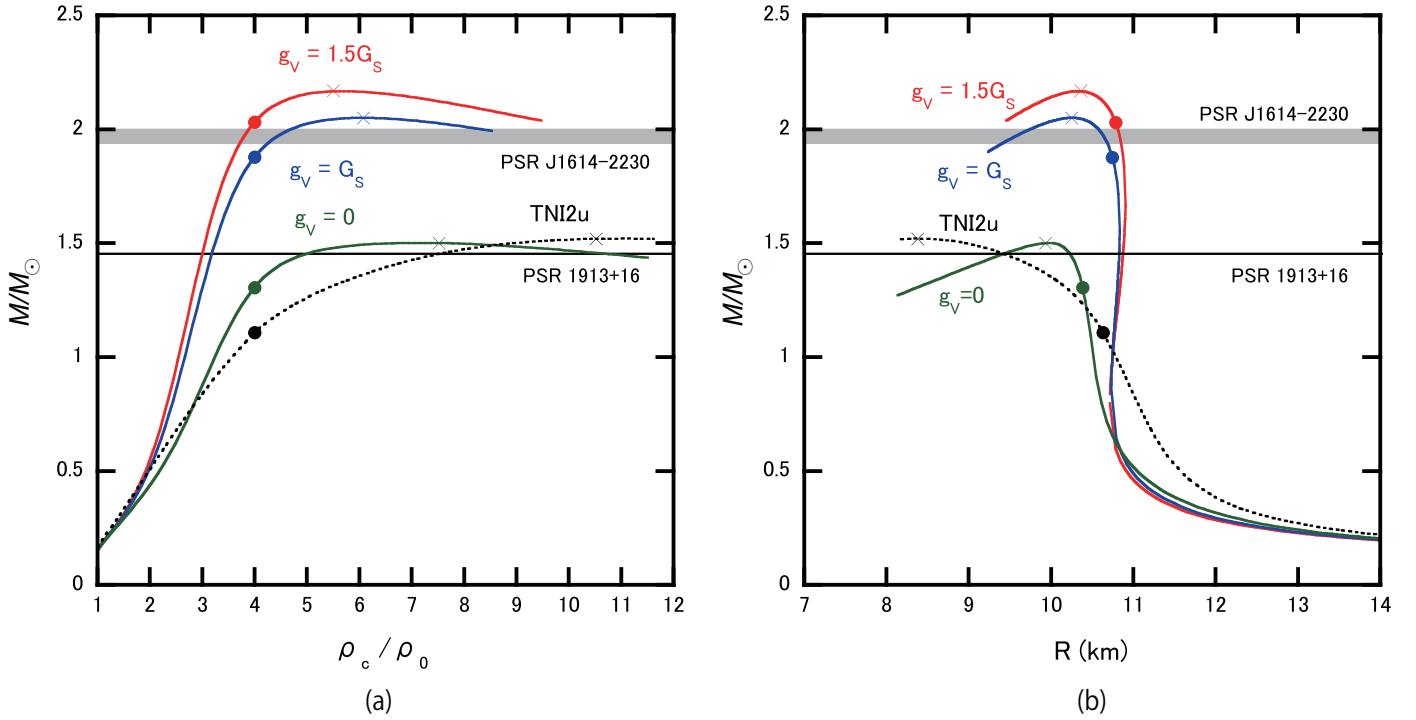 2.5
2
1.5
1
0.5
0
M/M☉
g_V = 1.5G_S
PSR J1614-2230
g_V = G_S
TNI2u
g_V = 0
PSR 1913+16
1 2 3 4 5 6 7 8 9 10 11 12
ρ_c / ρ_0
(a)
2.5
2
1.5
1
0.5
0
M/M☉
g_V = 1.5G_S
PSR J1614-2230
g_V = G_S
TNI2u
PSR 1913+16
g_V=0
7 8 9 10 11 12 13 14
R (km)
(b)